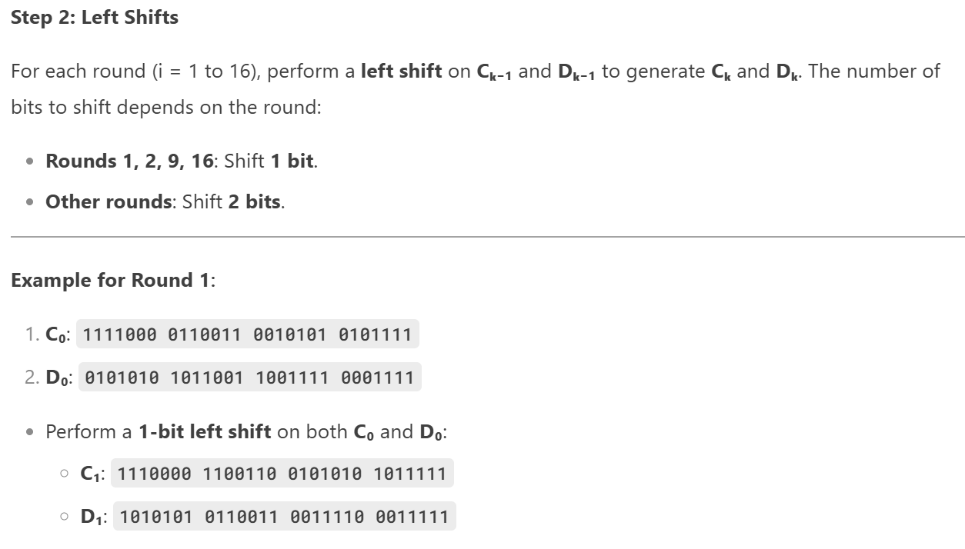 Step 2: Left Shifts
For each round (i = 1 to 16), perform a left shift on Cₖ₋₁ and Dₖ₋₁ to generate Cₖ and Dₖ. The number of
bits to shift depends on the round:
• Rounds 1, 2, 9, 16: Shift 1 bit.
• Other rounds: Shift 2 bits.
Example for Round 1:
1. C₀: 1111000 0110011 0010101 0101111
2. D₀: 0101010 1011001 1001111 0001111
• Perform a 1-bit left shift on both C₀ and D₀:
◦ C₁: 1110000 1100110 0101010 1011111
◦ D₁: 1010101 0110011 0011110 0011111